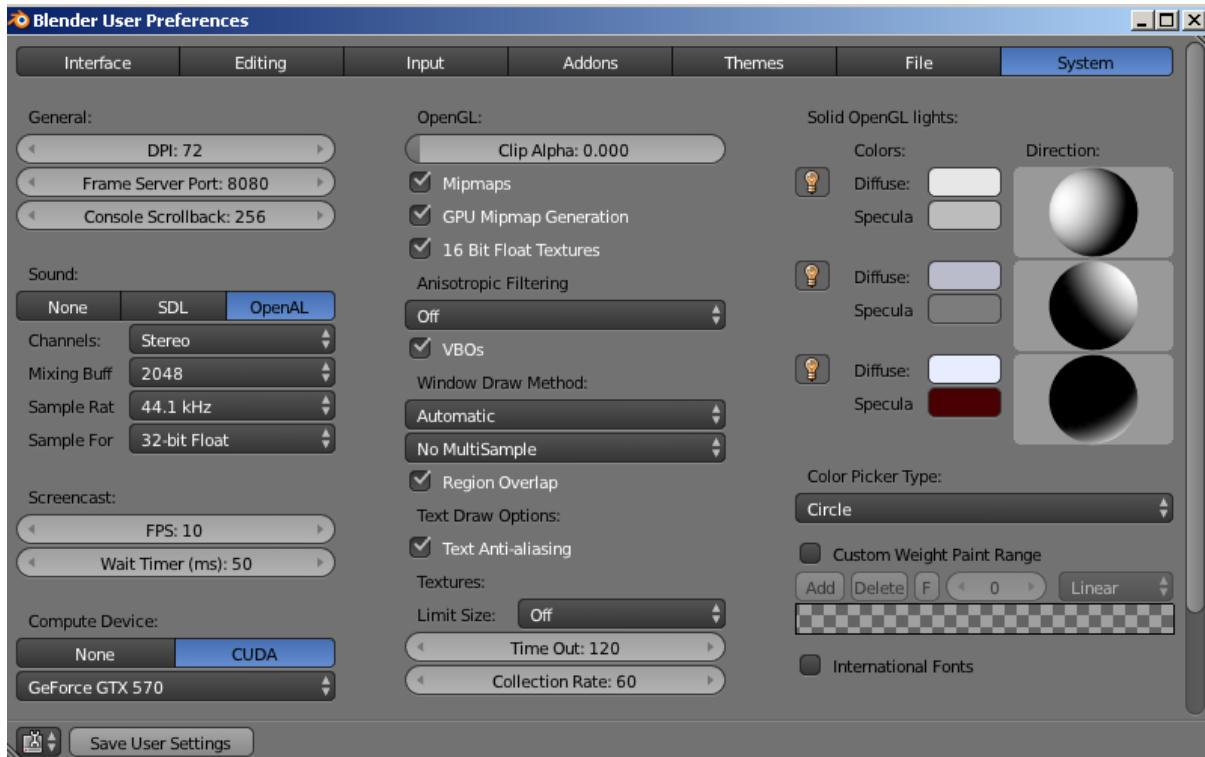 Blender User Preferences
Interface Editing Input Addons Themes File System
General:
DPI: 72
Frame Server Port: 8080
Console Scrollback: 256
Sound:
None SDL OpenAL
Channels: Stereo
Mixing Buff 2048
Sample Rat 44.1 kHz
Sample For 32-bit Float
Screencast:
FPS: 10
Wait Timer (ms): 50
Compute Device:
None CUDA
GeForce GTX 570
OpenGL:
Clip Alpha: 0.000
Mipmaps
GPU Mipmap Generation
16 Bit Float Textures
Anisotropic Filtering
Off
VBOs
Window Draw Method:
Automatic
No MultiSample
Region Overlap
Text Draw Options:
Text Anti-aliasing
Textures:
Limit Size: Off
Time Out: 120
Collection Rate: 60
Solid OpenGL lights:
Colors: Direction:
Diffuse:
Specula
Diffuse:
Specula
Diffuse:
Specula
Color Picker Type:
Circle
Custom Weight Paint Range
Add Delete F 0 Linear
International Fonts
Save User Settings